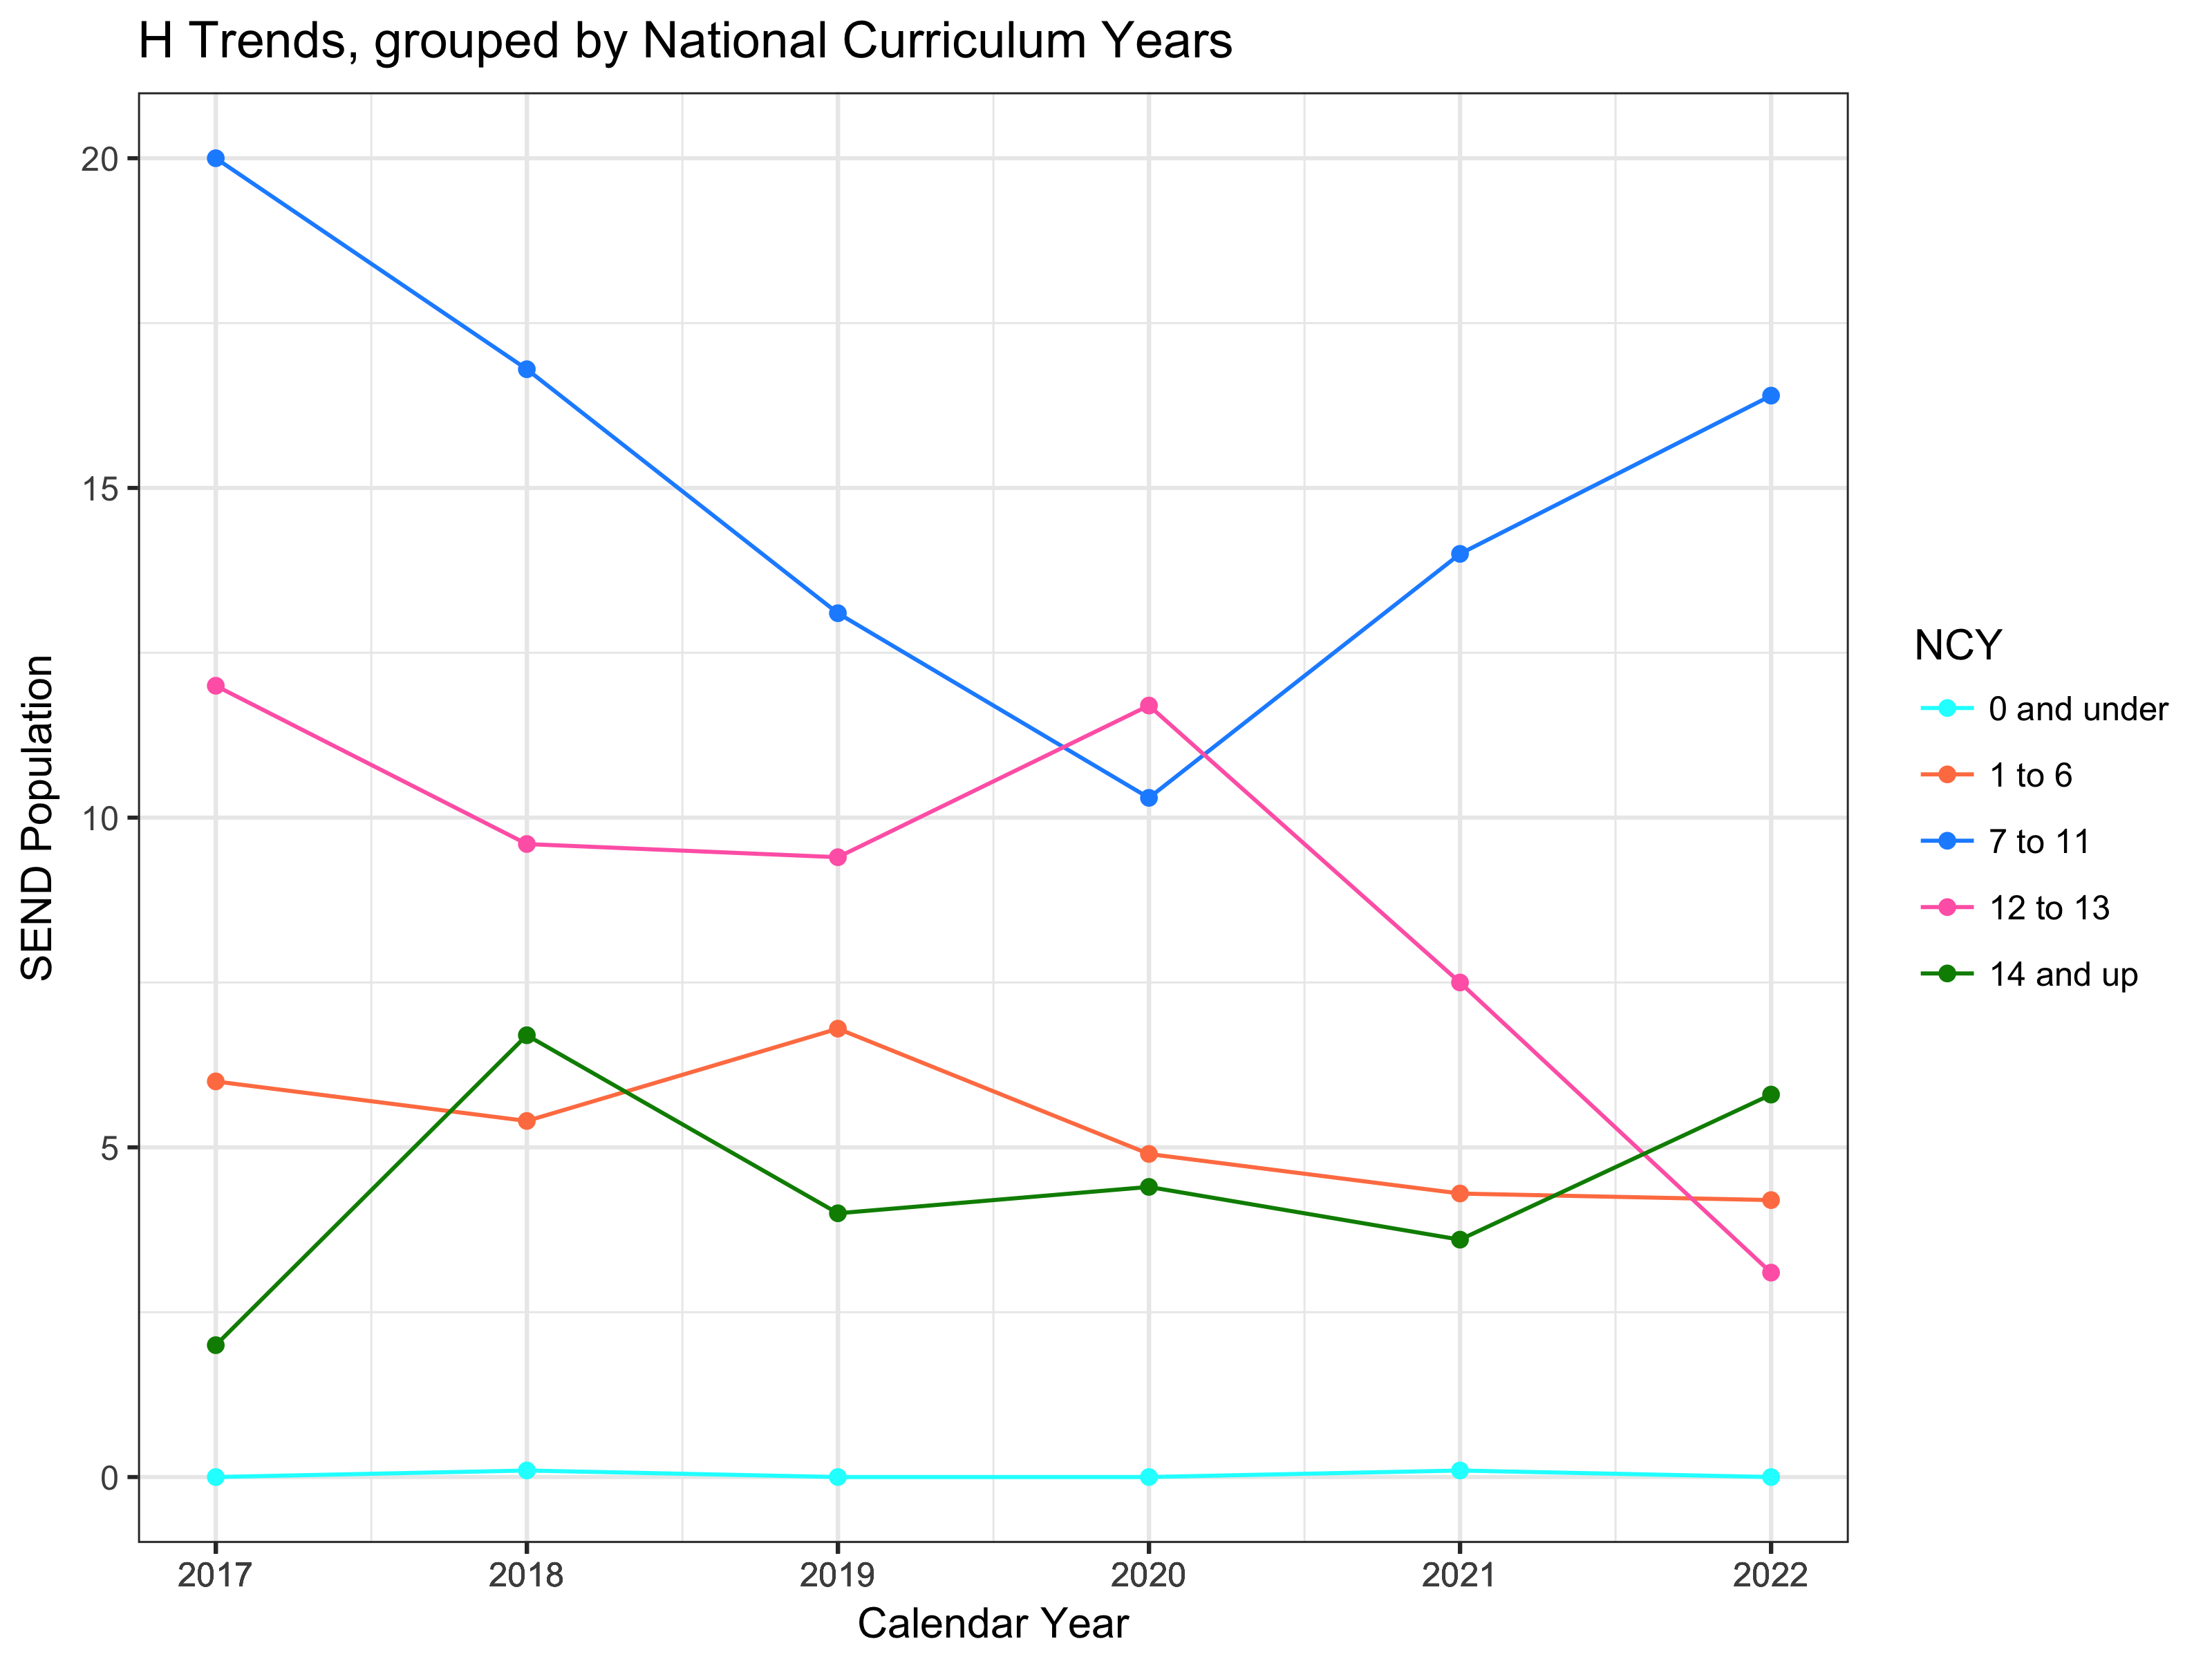 H Trends, grouped by National Curriculum Years
20
15
10
5
0
SEND Population
2017 2018 2019 2020 2021 2022
Calendar Year
NCY
0 and under
1 to 6
7 to 11
12 to 13
14 and up